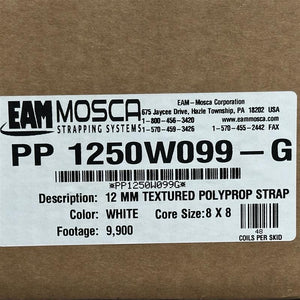 EAM MOSCA
STRAPPING SYSTEMS
EAM – Mosca Corporation
675 Jaycee Drive, Hazle Township, PA 18202 USA
1-800-456-3420 www.eammosca.com
1-570-459-3426 1-570-455-2442 FAX
PP 1250W099-G
*PP1250W099G*
Description: 12 MM TEXTURED POLYPROP STRAP
Color: WHITE Core Size: 8 X 8
Footage: 9,900
48
COILS PER SKID